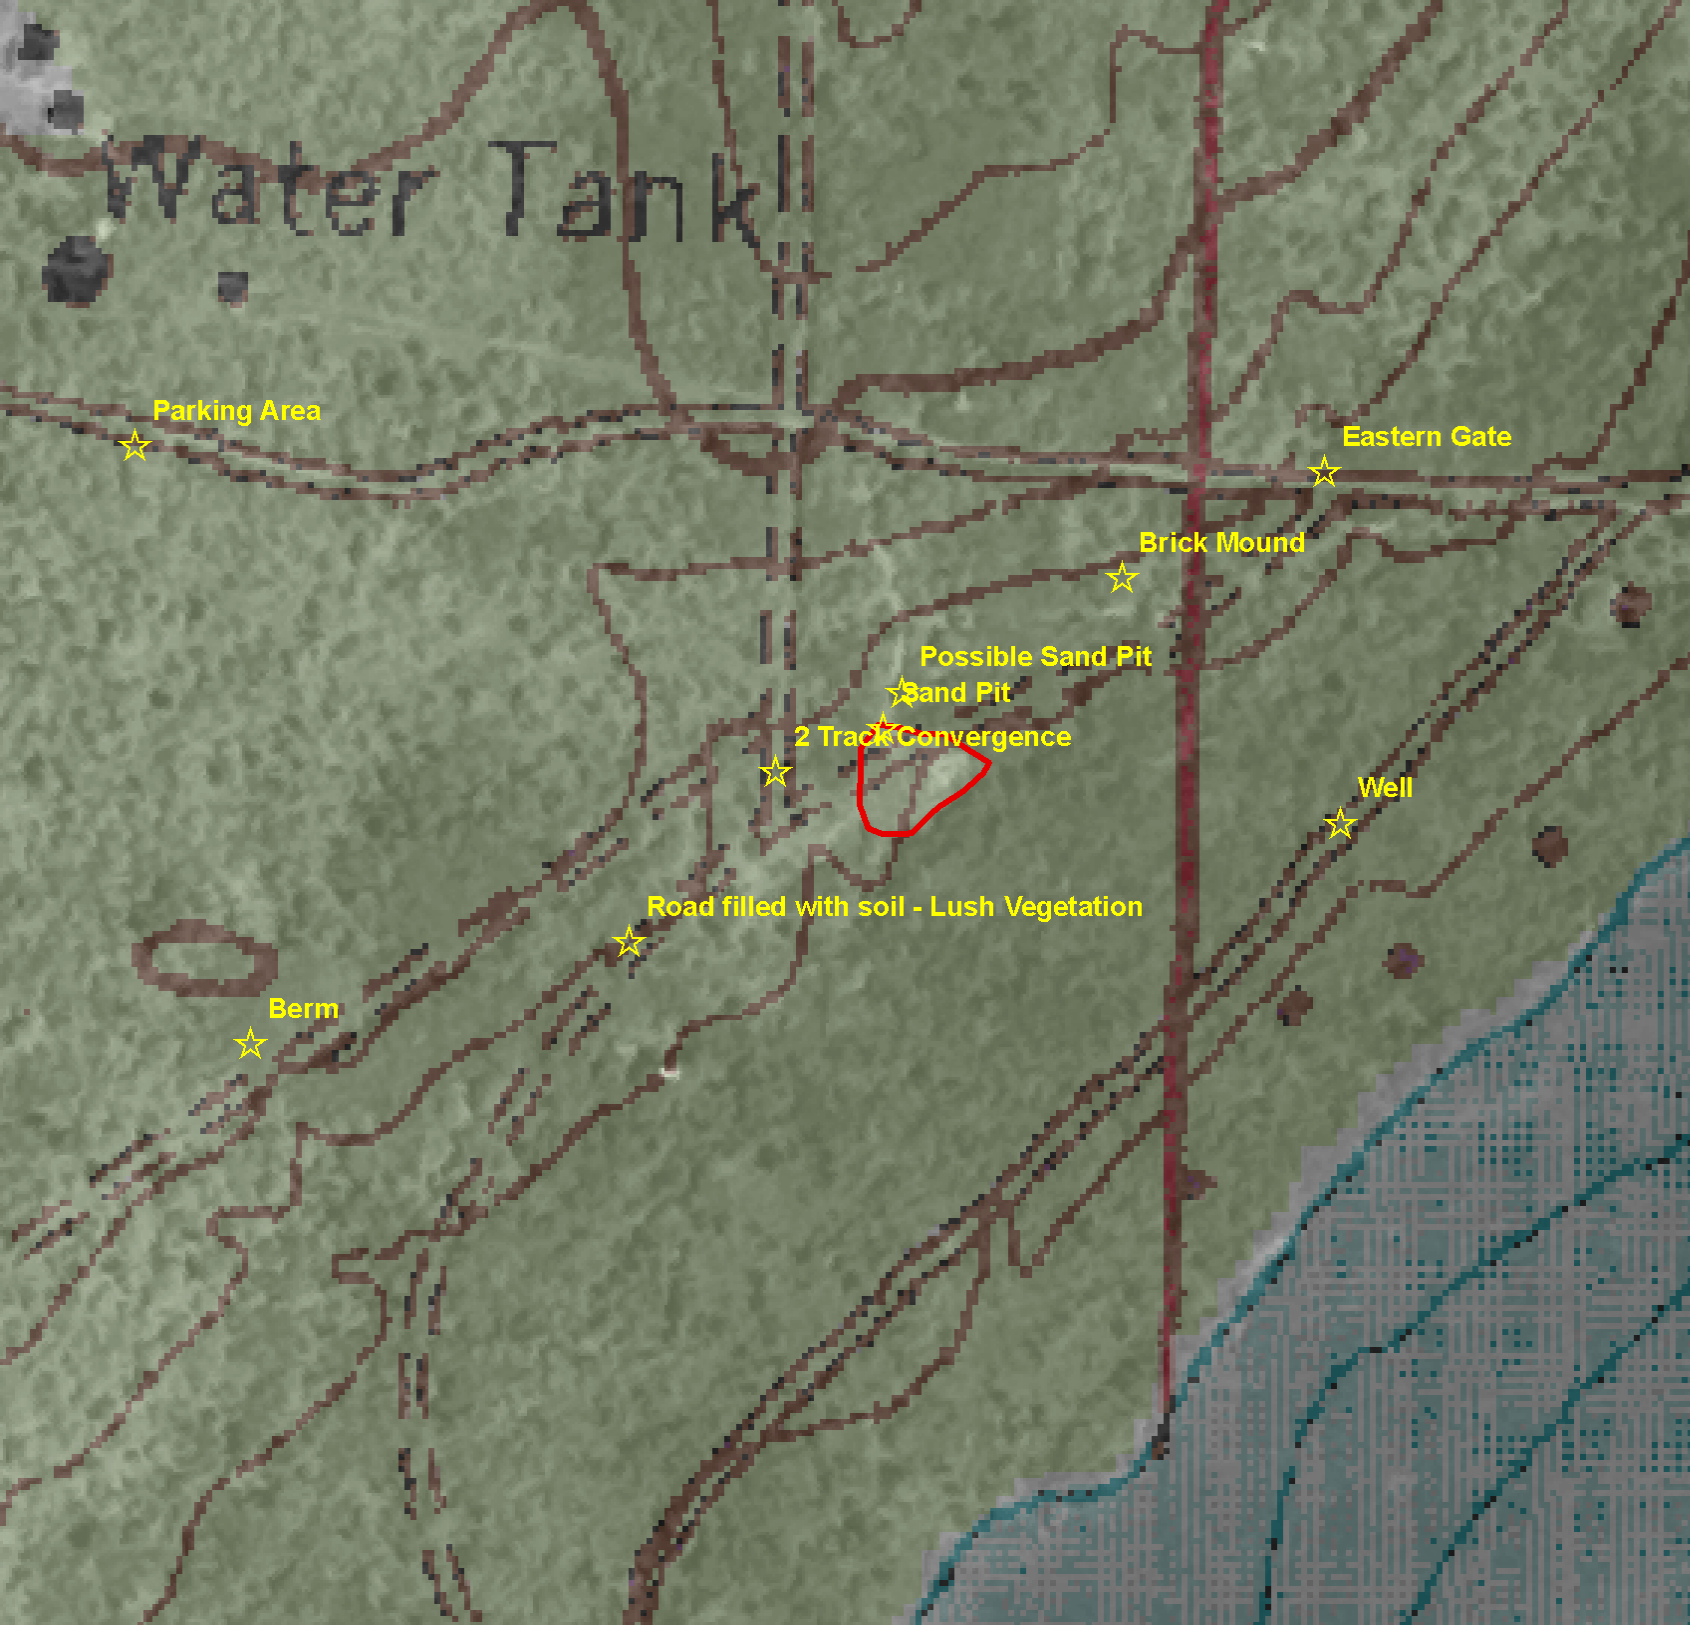 Water Tank
Parking Area
Eastern Gate
Brick Mound
Possible Sand Pit
Sand Pit
2 Track Convergence
Well
Road filled with soil - Lush Vegetation
Berm